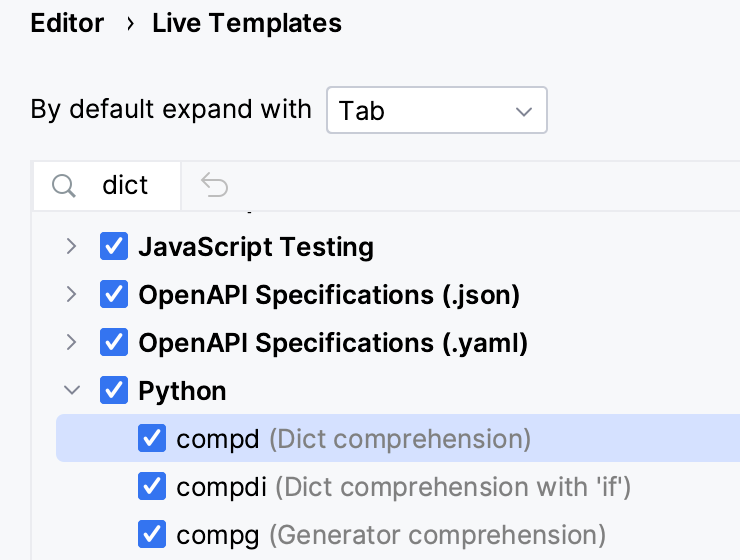 Editor › Live Templates
By default expand with Tab
dict
JavaScript Testing
OpenAPI Specifications (.json)
OpenAPI Specifications (.yaml)
Python
compd (Dict comprehension)
compdi (Dict comprehension with 'if')
compg (Generator comprehension)